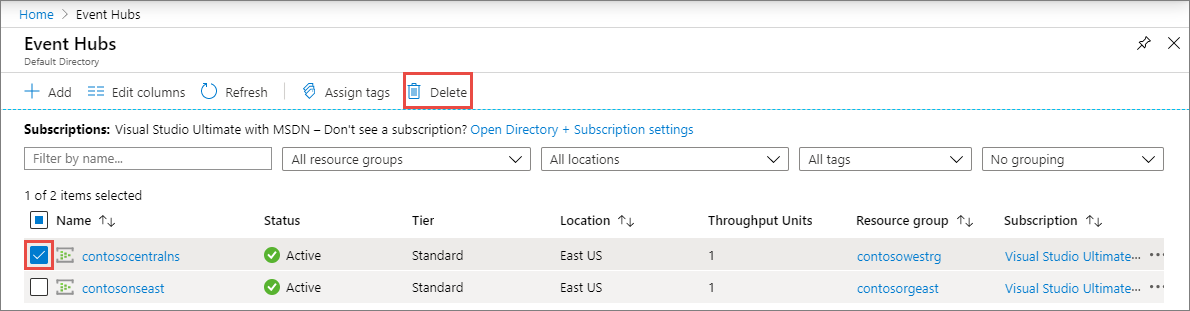 Home > Event Hubs
Event Hubs
Default Directory
Add Edit columns Refresh Assign tags Delete
Subscriptions: Visual Studio Ultimate with MSDN – Don't see a subscription? Open Directory + Subscription settings
Filter by name... All resource groups All locations All tags No grouping
1 of 2 items selected
Name ↑↓ Status Tier Location ↑↓ Throughput Units Resource group ↑↓ Subscription ↑↓
contosocentralns Active Standard East US 1 contosowestrg Visual Studio Ultimate... ...
contosonseast Active Standard East US 1 contosorgeast Visual Studio Ultimate... ...